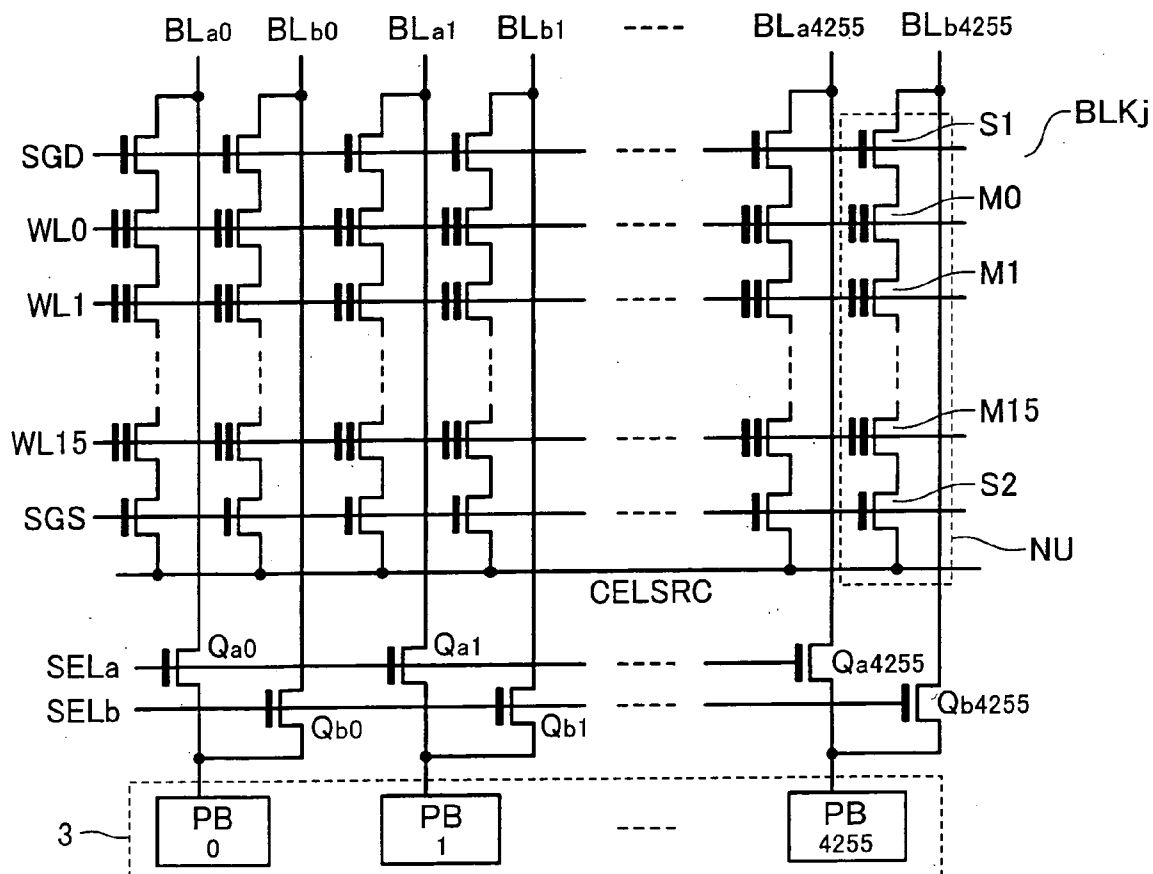 BLa0 BLb0 BLa1 BLb1 BLa4255 BLb4255
BLKj
SGD
S1
WL0
M0
WL1
M1
WL15
M15
SGS
S2
NU
CELSRC
SELa
Qa0 Qa1 Qa4255
SELb
Qb0 Qb1 Qb4255
3
PB
0
PB
1
PB
4255